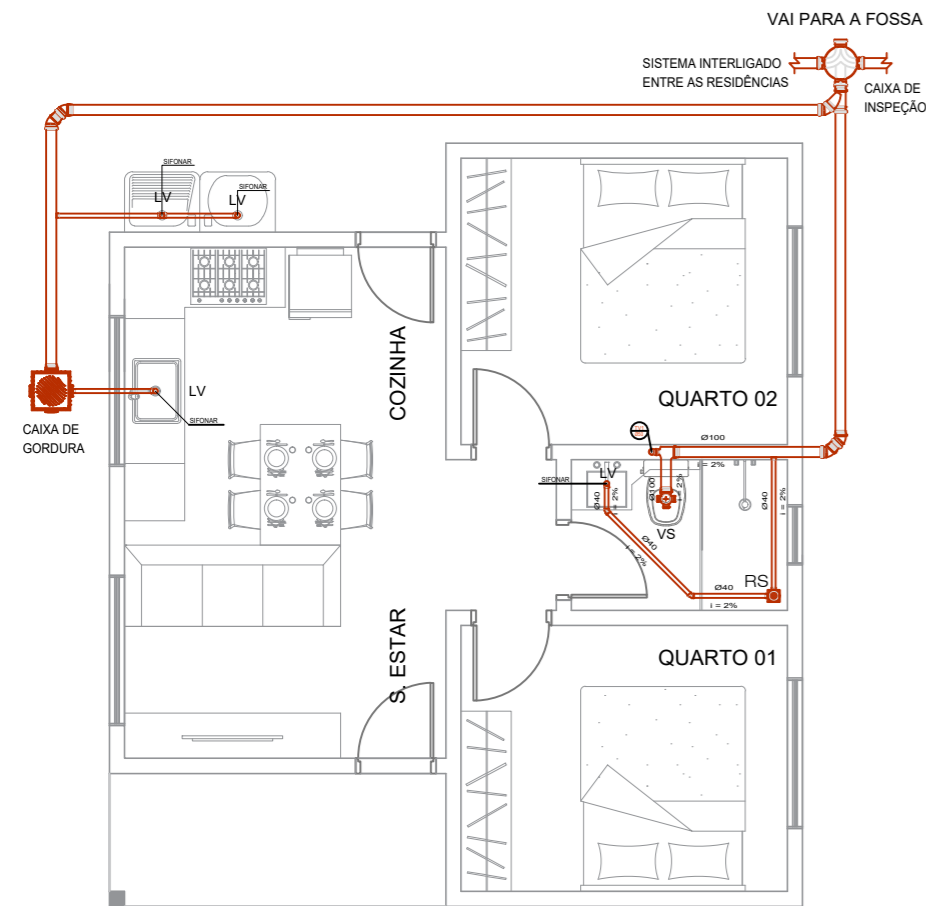 VAI PARA A FOSSA
SISTEMA INTERLIGADO
ENTRE AS RESIDÊNCIAS
CAIXA DE
INSPEÇÃO
SIFONAR
SIFONAR
LV
LV
COZINHA
LV
SIFONAR
CAIXA DE
GORDURA
QUARTO 02
Ø100
LV
i = 2%
SIFONAR
Ø40
i = 2%
Ø100
i = 2%
Ø40
i = 2%
VS
Ø40
i = 2%
RS
Ø40
i = 2%
S. ESTAR
QUARTO 01